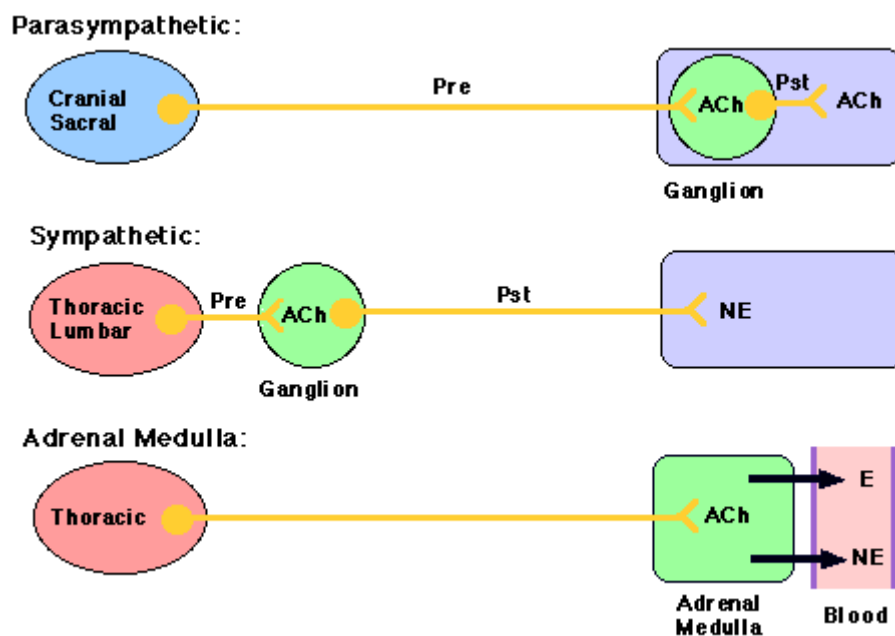 Parasympathetic:
Cranial
Sacral
Pre
ACh
Pst
ACh
Ganglion
Sympathetic:
Thoracic
Lumbar
Pre
ACh
Pst
NE
Ganglion
Adrenal Medulla:
Thoracic
ACh
E
NE
Adrenal
Medulla
Blood